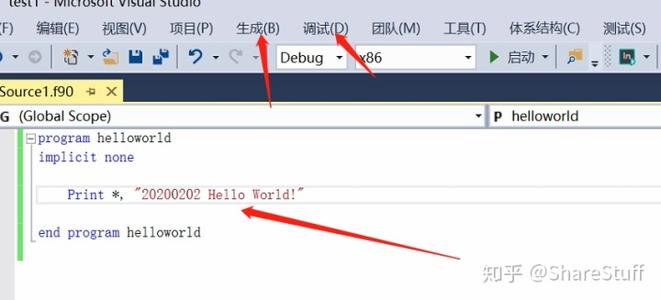 test1 - Microsoft Visual Studio
(F) 编辑(E) 视图(V) 项目(P) 生成(B) 调试(D) 团队(M) 工具(T) 体系结构(C) 测试(S)
Debug x86 启动
Source1.f90
(Global Scope) helloworld
program helloworld
implicit none
Print *, "20200202 Hello World!"
end program helloworld
知乎 @ShareStuff